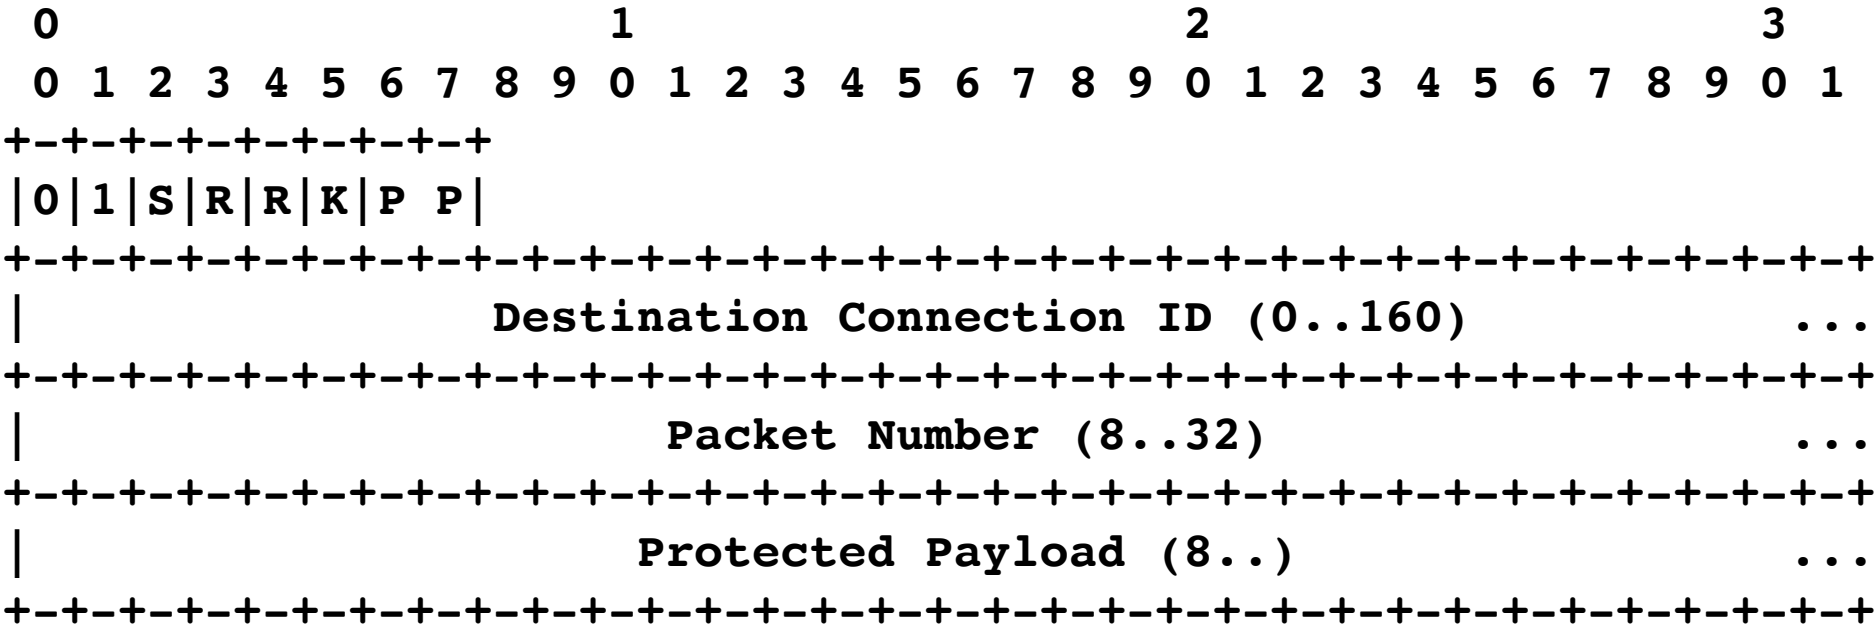 0                   1                   2                   3
 0 1 2 3 4 5 6 7 8 9 0 1 2 3 4 5 6 7 8 9 0 1 2 3 4 5 6 7 8 9 0 1
+-+-+-+-+-+-+-+-+
|0|1|S|R|R|K|P P|
+-+-+-+-+-+-+-+-+-+-+-+-+-+-+-+-+-+-+-+-+-+-+-+-+-+-+-+-+-+-+-+-+
|                Destination Connection ID (0..160)           ...
+-+-+-+-+-+-+-+-+-+-+-+-+-+-+-+-+-+-+-+-+-+-+-+-+-+-+-+-+-+-+-+-+
|                      Packet Number (8..32)                  ...
+-+-+-+-+-+-+-+-+-+-+-+-+-+-+-+-+-+-+-+-+-+-+-+-+-+-+-+-+-+-+-+-+
|                     Protected Payload (8..)                 ...
+-+-+-+-+-+-+-+-+-+-+-+-+-+-+-+-+-+-+-+-+-+-+-+-+-+-+-+-+-+-+-+-+